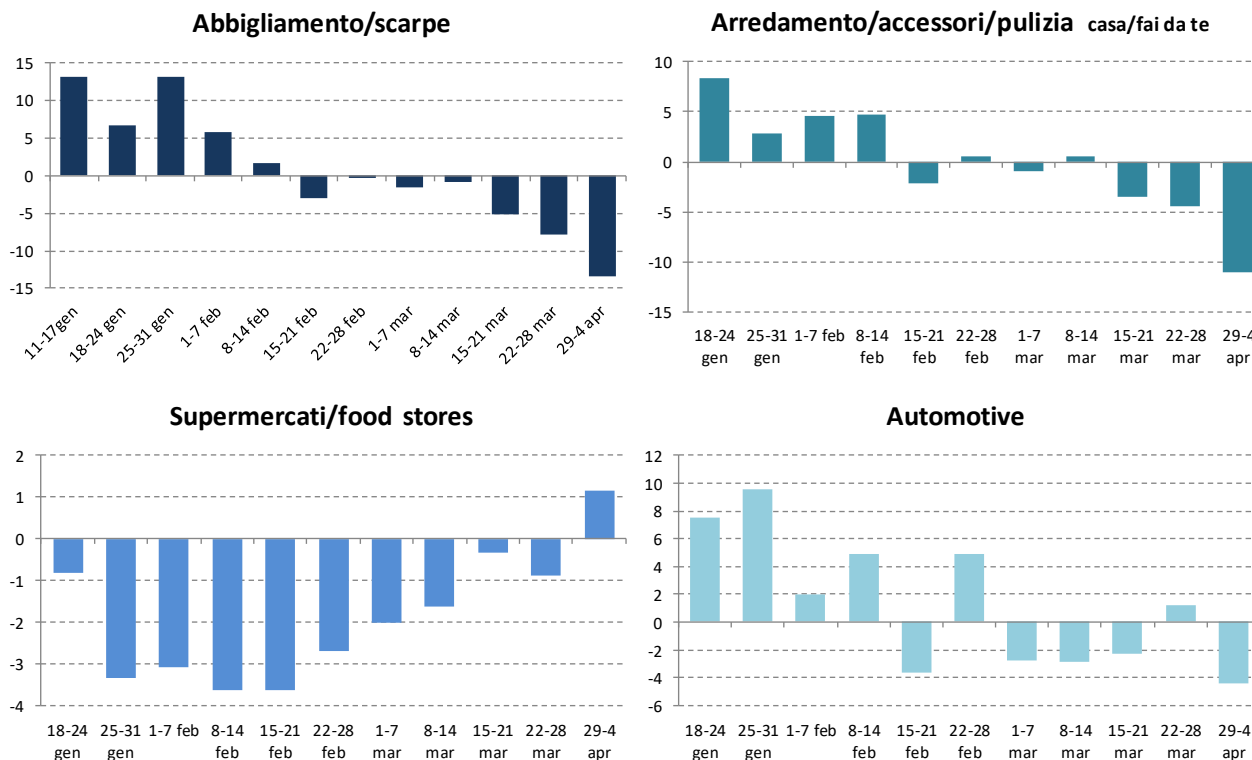 Abbigliamento/scarpe
15
10
5
0
-5
-10
-15
11-17gen
18-24 gen
25-31 gen
1-7 feb
8-14 feb
15-21 feb
22-28 feb
1-7 mar
8-14 mar
15-21 mar
22-28 mar
29-4 apr
Arredamento/accessori/pulizia casa/fai da te
10
5
0
-5
-10
-15
18-24 25-31 1-7 feb 8-14 15-21 22-28 1-7 8-14 15-21 22-28 29-4
gen gen feb feb feb mar mar mar mar apr
Supermercati/food stores
2
1
0
-1
-2
-3
-4
18-24 25-31 1-7 feb 8-14 15-21 22-28 1-7 8-14 15-21 22-28 29-4
gen gen feb feb feb mar mar mar mar apr
Automotive
12
10
8
6
4
2
0
-2
-4
-6
18-24 25-31 1-7 feb 8-14 15-21 22-28 1-7 8-14 15-21 22-28 29-4
gen gen feb feb feb mar mar mar mar apr